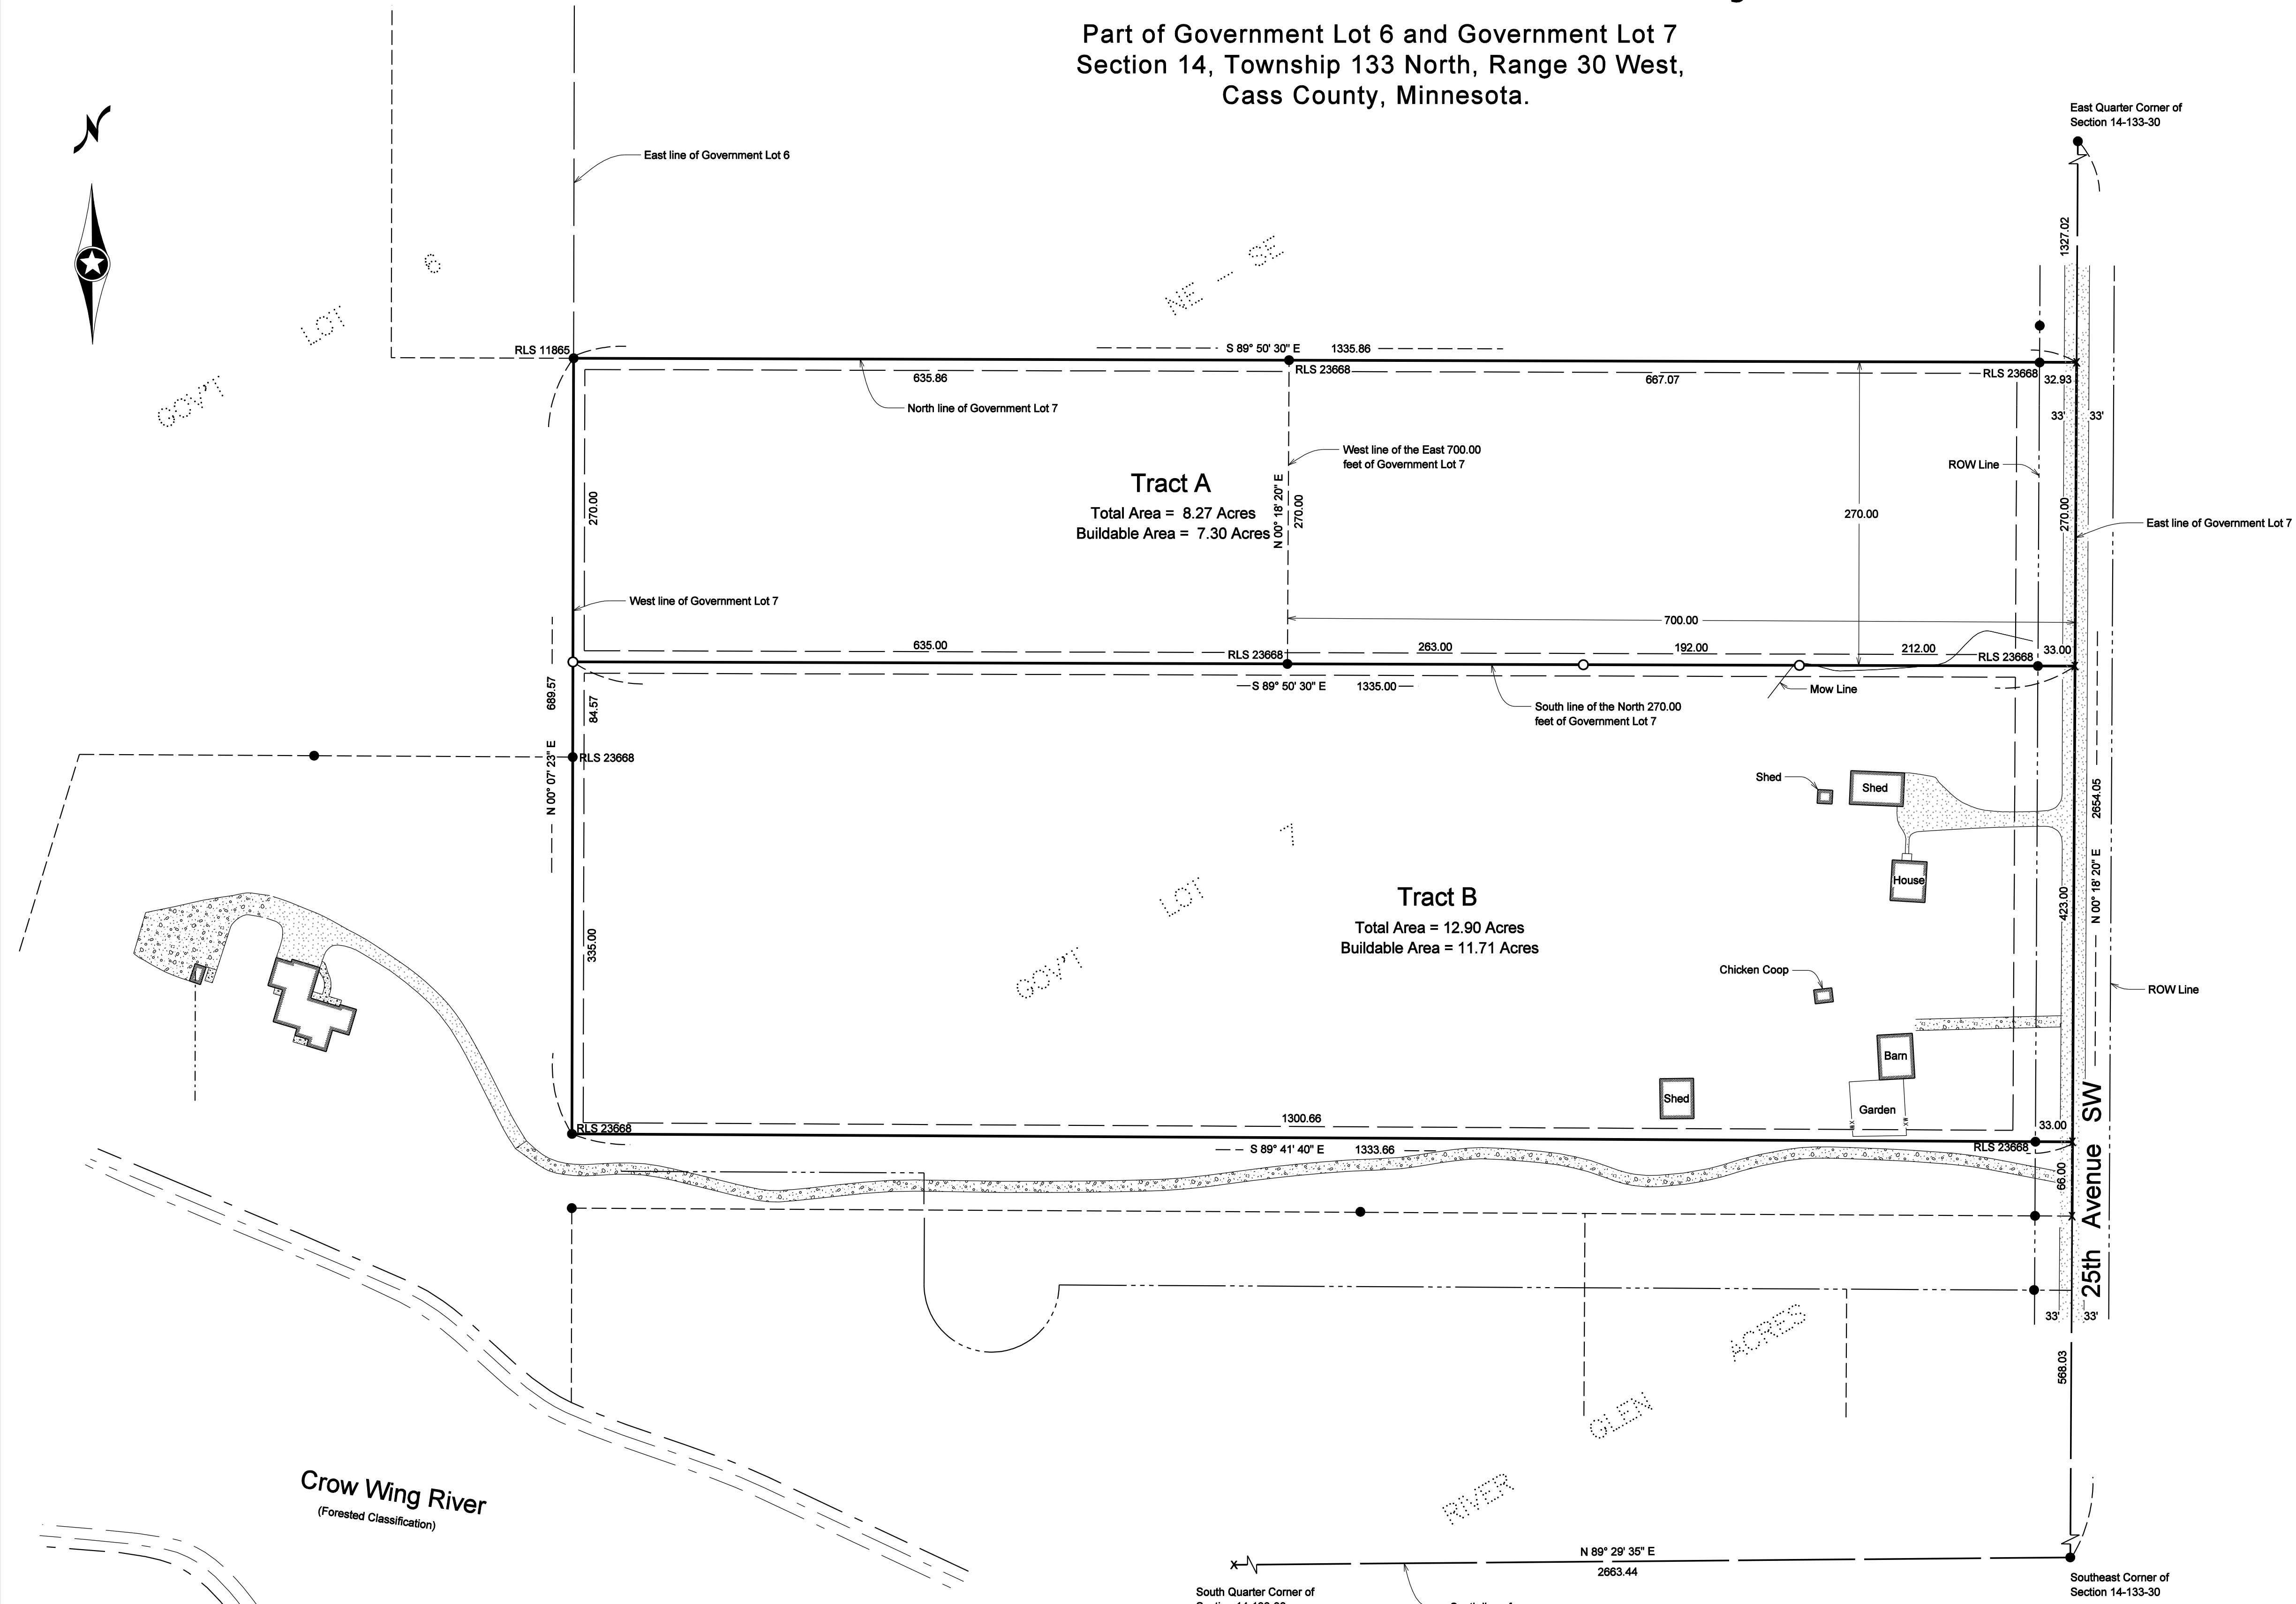 Part of Government Lot 6 and Government Lot 7
Section 14, Township 133 North, Range 30 West,
Cass County, Minnesota.
East Quarter Corner of
Section 14-133-30
N
East line of Government Lot 6
1327.02
NE - SE
6
LOT
GOV'T
RLS 11865
S 89° 50' 30" E 1335.86
RLS 23668
RLS 23668
635.86
667.07
32.93
North line of Government Lot 7
33'
33'
West line of the East 700.00
feet of Government Lot 7
ROW Line
Tract A
Total Area = 8.27 Acres
Buildable Area = 7.30 Acres
270.00
N 00° 18' 20" E
270.00
270.00
270.00
East line of Government Lot 7
West line of Government Lot 7
700.00
635.00
RLS 23668
263.00
192.00
212.00
RLS 23668
33.00
S 89° 50' 30" E 1335.00
Mow Line
South line of the North 270.00
feet of Government Lot 7
689.57
84.57
N 00° 07' 23" E
RLS 23668
Shed
Shed
2654.05
7
LOT
GOV'T
House
Tract B
Total Area = 12.90 Acres
Buildable Area = 11.71 Acres
423.00
N 00° 18' 20" E
335.00
Chicken Coop
ROW Line
Barn
Shed
Garden
1300.66
33.00
RLS 23668
S 89° 41' 40" E 1333.66
RLS 23668
66.00
25th Avenue SW
33'
33'
568.03
RIVER GLEN ACRES
Crow Wing River
(Forested Classification)
x
N 89° 29' 35" E
2663.44
South Quarter Corner of
Southeast Corner of
Section 14-133-30